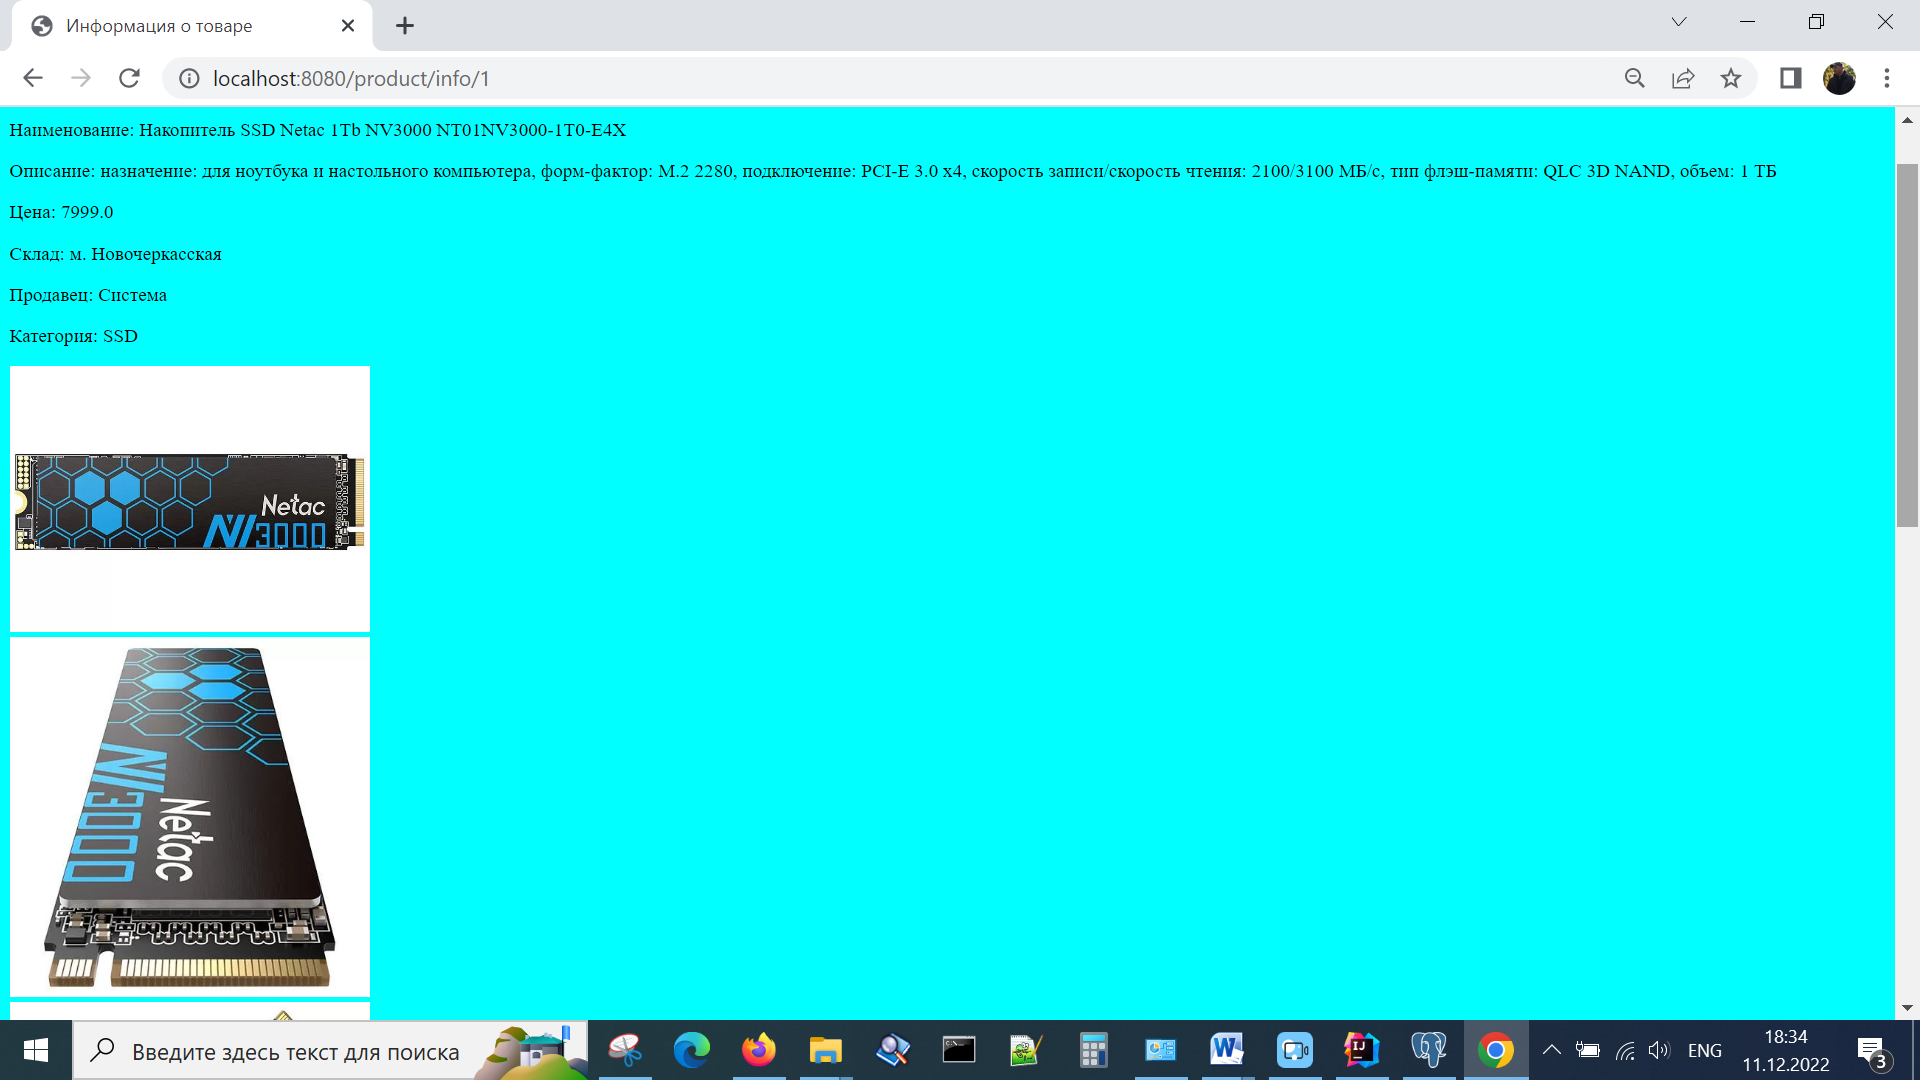 Информация о товаре
localhost:8080/product/info/1
Наименование: Накопитель SSD Netac 1Tb NV3000 NT01NV3000-1T0-E4X
Описание: назначение: для ноутбука и настольного компьютера, форм-фактор: M.2 2280, подключение: PCI-E 3.0 x4, скорость записи/скорость чтения: 2100/3100 МБ/с, тип флэш-памяти: QLC 3D NAND, объем: 1 ТБ
Цена: 7999.0
Склад: м. Новочеркасская
Продавец: Система
Категория: SSD
Netac
NV3000
NV3000
Netac
Введите здесь текст для поиска
ENG
18:34
11.12.2022
3